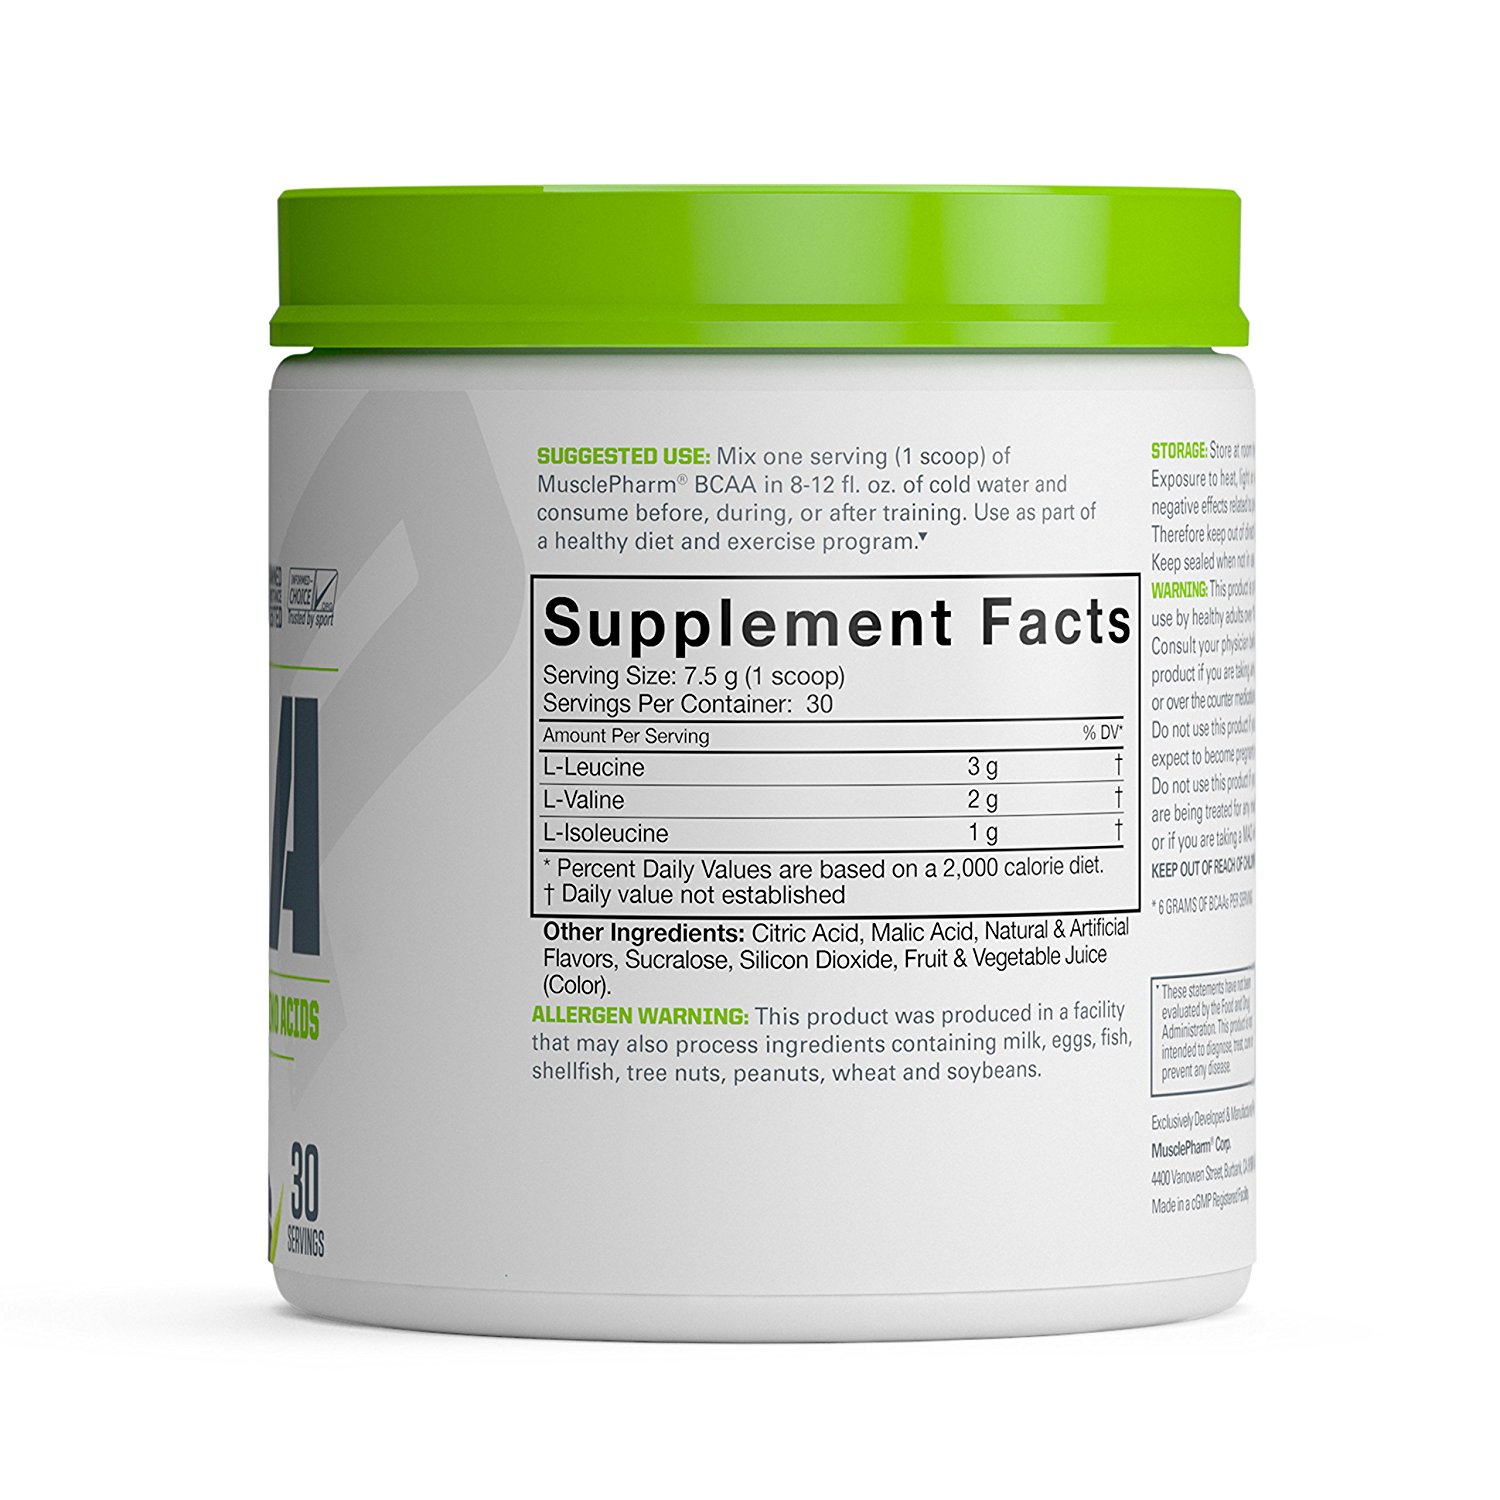 CHOICE
trusted by sport
ACIDS
30
SERVINGS
SUGGESTED USE: Mix one serving (1 scoop) of
MusclePharm® BCAA in 8-12 fl. oz. of cold water and
consume before, during, or after training. Use as part of
a healthy diet and exercise program.▼
Supplement Facts
Serving Size: 7.5 g (1 scoop)
Servings Per Container: 30
Amount Per Serving % DV*
L-Leucine 3 g †
L-Valine 2 g †
L-Isoleucine 1 g †
* Percent Daily Values are based on a 2,000 calorie diet.
† Daily value not established
Other Ingredients: Citric Acid, Malic Acid, Natural & Artificial
Flavors, Sucralose, Silicon Dioxide, Fruit & Vegetable Juice
(Color).
ALLERGEN WARNING: This product was produced in a facility
that may also process ingredients containing milk, eggs, fish,
shellfish, tree nuts, peanuts, wheat and soybeans.
STORAGE: Store at room
Exposure to heat, light
negative effects related
Therefore keep out of
Keep sealed when not in
WARNING: This product
use by healthy adults over
Consult your physician
product if you are taking
or over the counter
Do not use this product
expect to become
Do not use this product
are being treated for any
or if you are taking a MAO
KEEP OUT OF REACH OF
* 6 GRAMS OF BCAAs PER SERVING
▼ These statements have not been
evaluated by the Food and Drug
Administration. This product is not
intended to diagnose, treat, cure or
prevent any disease.
Exclusively Developed &
MusclePharm® Corp.
4400 Vanowen Street, Burbank, CA
Made in a cGMP Registered Facility